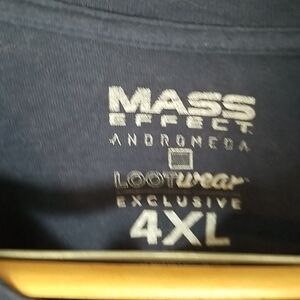 MASS
EFFECT
ANDROMEDA
LOOTwear
EXCLUSIVE
4XL